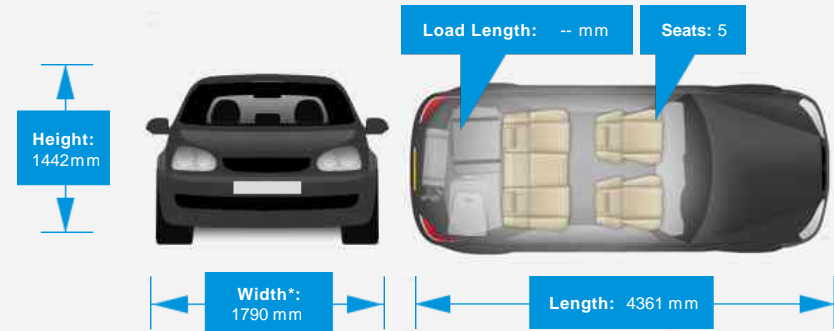 Load Length: -- mm
Seats: 5
Height:
1442mm
Width*:
1790 mm
Length: 4361 mm